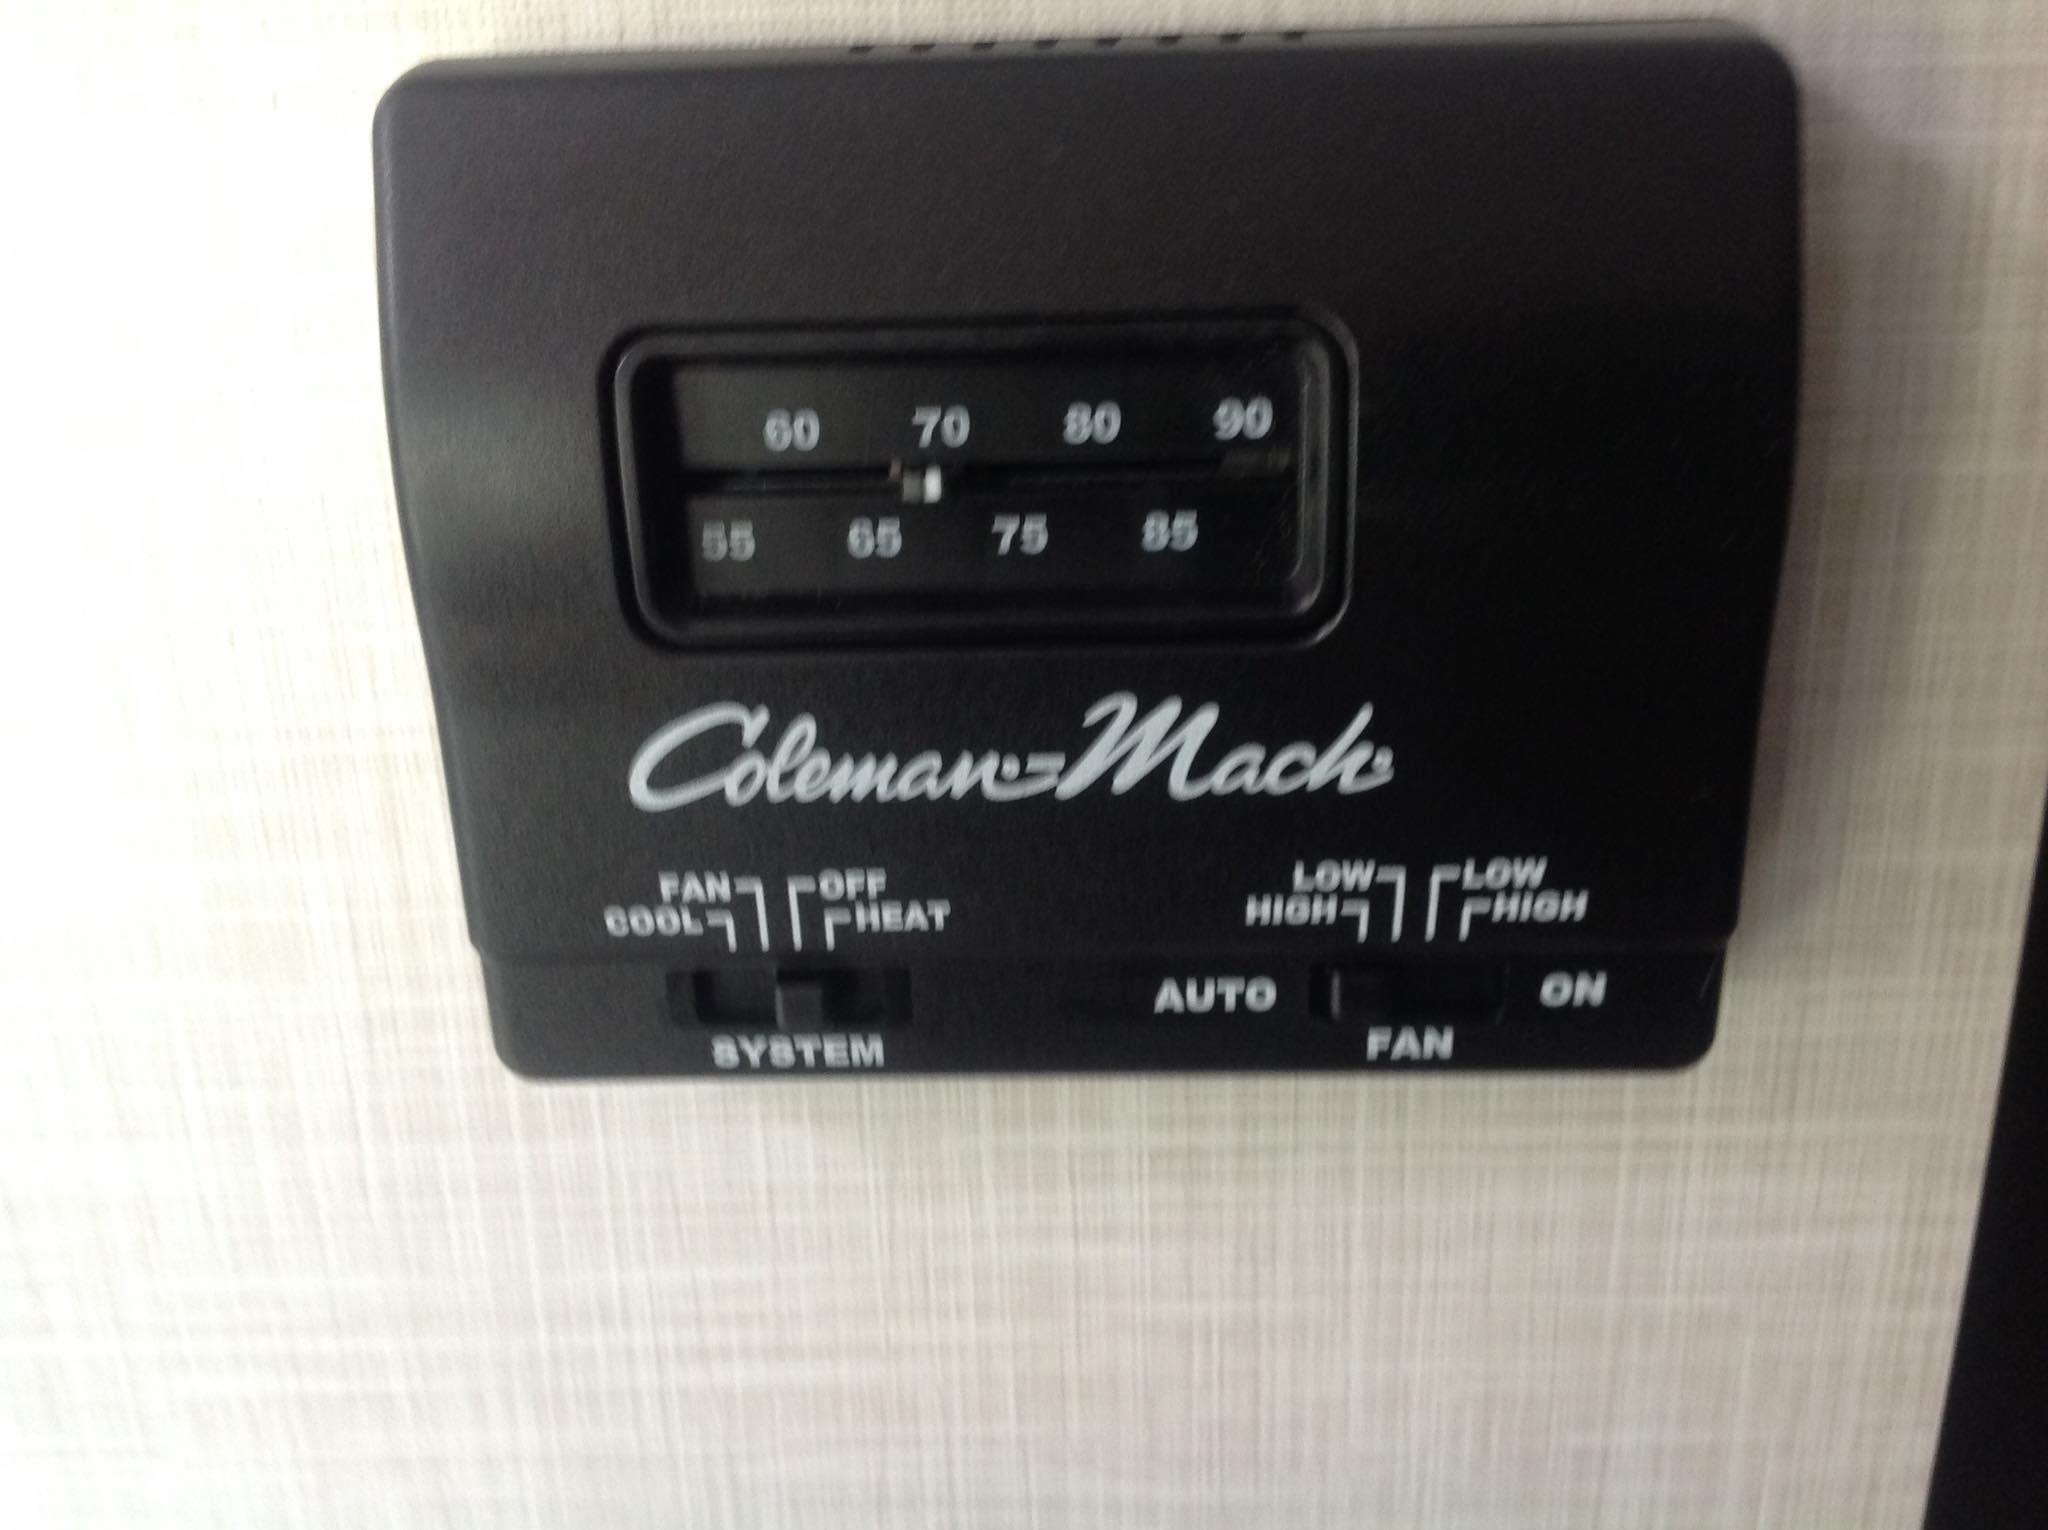 60 70 80 90
55 65 75 85
Coleman-Mack
FAN OFF
COOL HEAT
LOW LOW
HIGH HIGH
AUTO ON
SYSTEM FAN